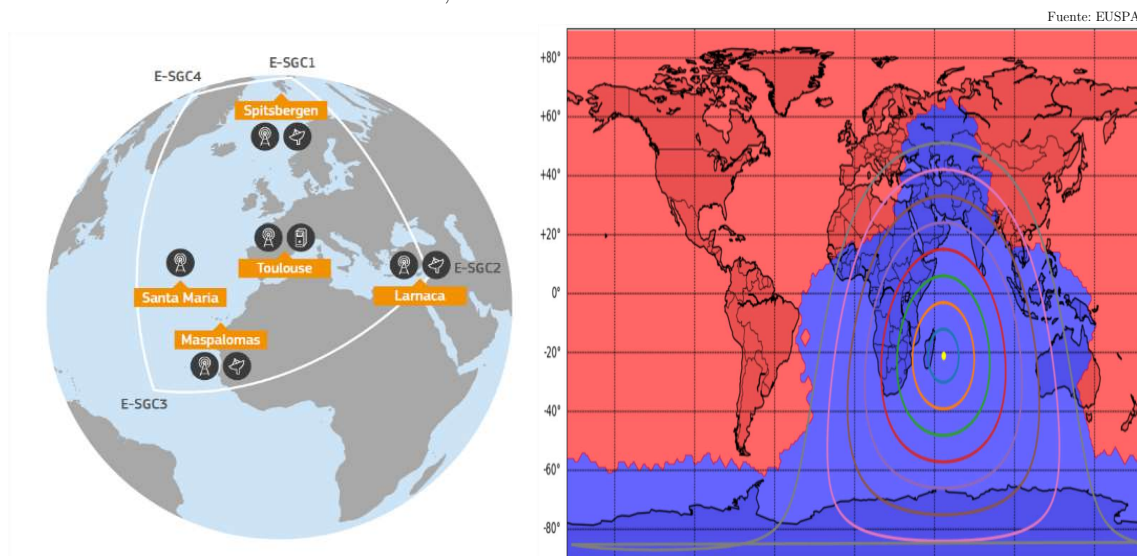 Fuente: EUSPA
E-SGC1
E-SGC4
Spitsbergen
Toulouse
E-SGC2
Santa Maria
Larnaca
Maspalomas
E-SGC3
+80°
+60°
+40°
+20°
0°
-20°
-40°
-60°
-80°